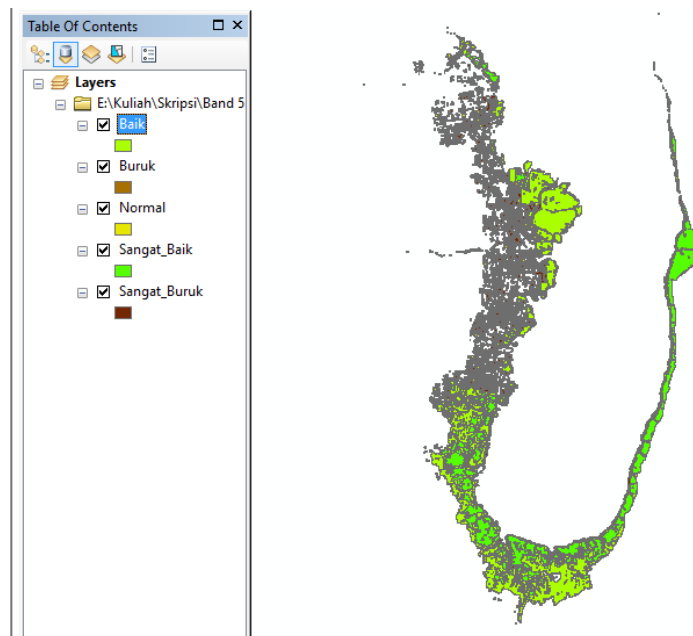 Table Of Contents
Layers
E:\Kuliah\Skripsi\Band 5
Baik
Buruk
Normal
Sangat_Baik
Sangat_Buruk